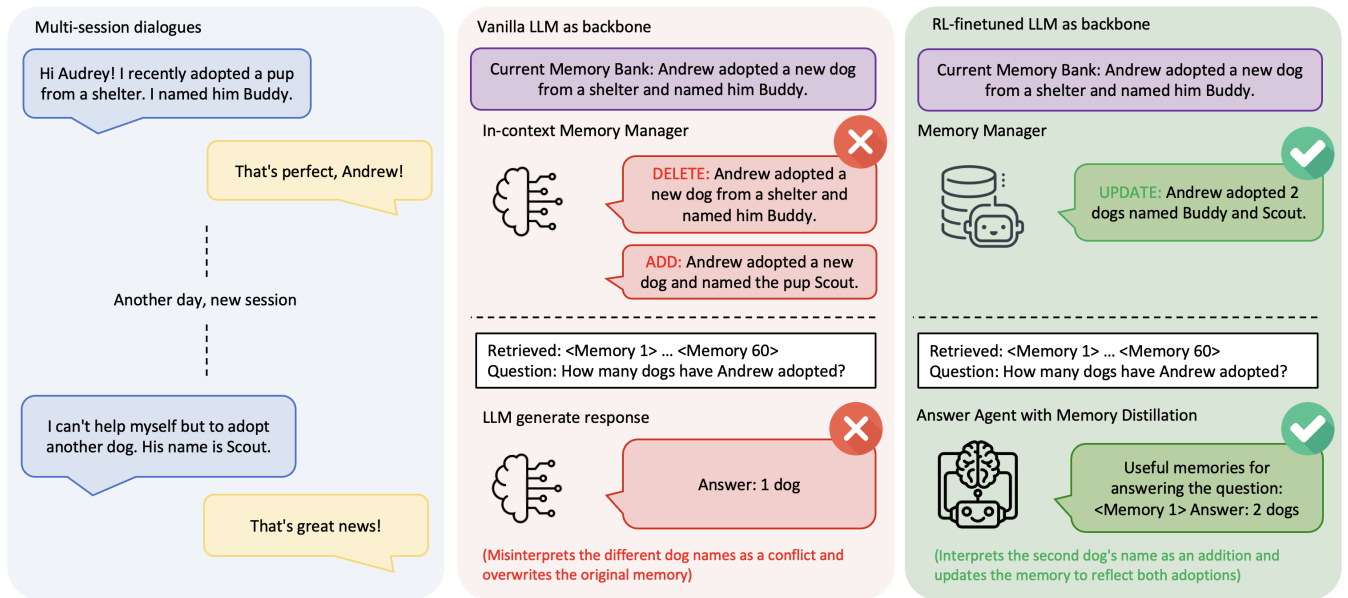 Multi-session dialogues
Hi Audrey! I recently adopted a pup
from a shelter. I named him Buddy.
That's perfect, Andrew!
Another day, new session
I can't help myself but to adopt
another dog. His name is Scout.
That's great news!
Vanilla LLM as backbone
Current Memory Bank: Andrew adopted a new dog
from a shelter and named him Buddy.
In-context Memory Manager
DELETE: Andrew adopted a
new dog from a shelter and
named him Buddy.
ADD: Andrew adopted a new
dog and named the pup Scout.
Retrieved: <Memory 1> ... <Memory 60>
Question: How many dogs have Andrew adopted?
LLM generate response
Answer: 1 dog
(Misinterprets the different dog names as a conflict and
overwrites the original memory)
RL-finetuned LLM as backbone
Current Memory Bank: Andrew adopted a new dog
from a shelter and named him Buddy.
Memory Manager
UPDATE: Andrew adopted 2
dogs named Buddy and Scout.
Retrieved: <Memory 1> ... <Memory 60>
Question: How many dogs have Andrew adopted?
Answer Agent with Memory Distillation
Useful memories for
answering the question:
<Memory 1> Answer: 2 dogs
(Interprets the second dog's name as an addition and
updates the memory to reflect both adoptions)